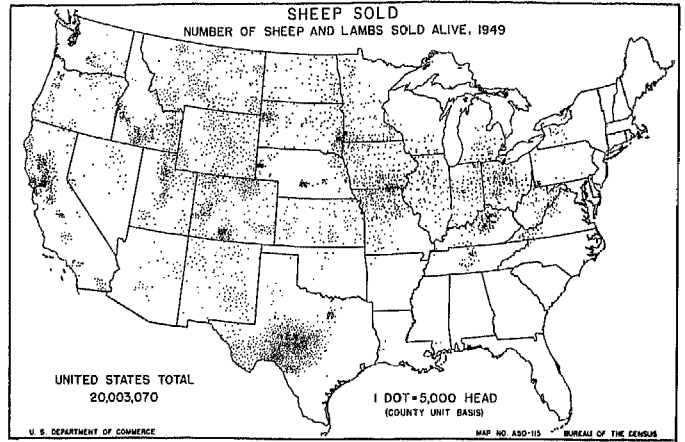 SHEEP SOLD
NUMBER OF SHEEP AND LAMBS SOLD ALIVE, 1949
UNITED STATES TOTAL
20,003,070
1 DOT = 5,000 HEAD
(COUNTY UNIT BASIS)
U. S. DEPARTMENT OF COMMERCE
MAP NO. A50-115
BUREAU OF THE CENSUS